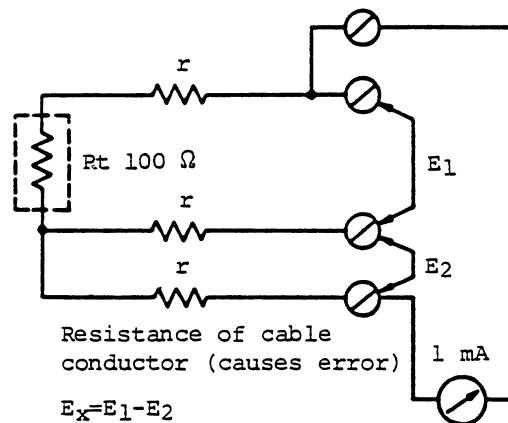 r
Rt 100 Ω
E1
r
E2
r
Resistance of cable
conductor (causes error)
1 mA
Ex=E1-E2